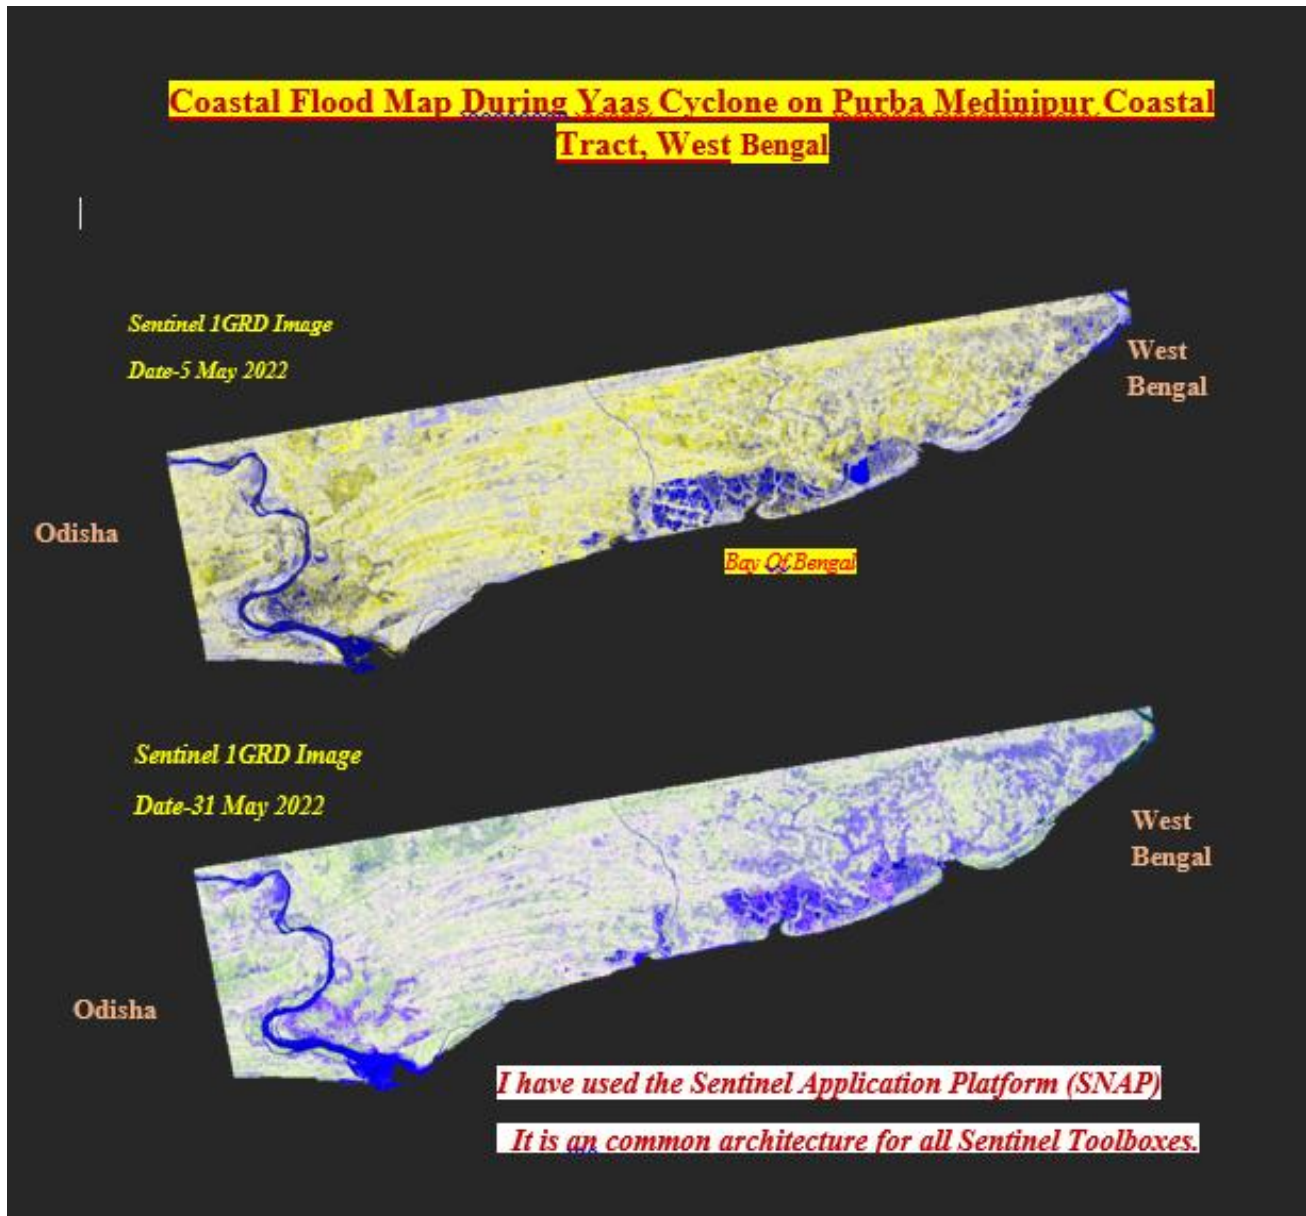 Coastal Flood Map During Yaas Cyclone on Purba Medinipur Coastal
Tract, West Bengal
Sentinel 1GRD Image
Date-5 May 2022
West
Bengal
Odisha
Bay Of Bengal
Sentinel 1GRD Image
Date-31 May 2022
West
Bengal
Odisha
I have used the Sentinel Application Platform (SNAP)
It is an common architecture for all Sentinel Toolboxes.